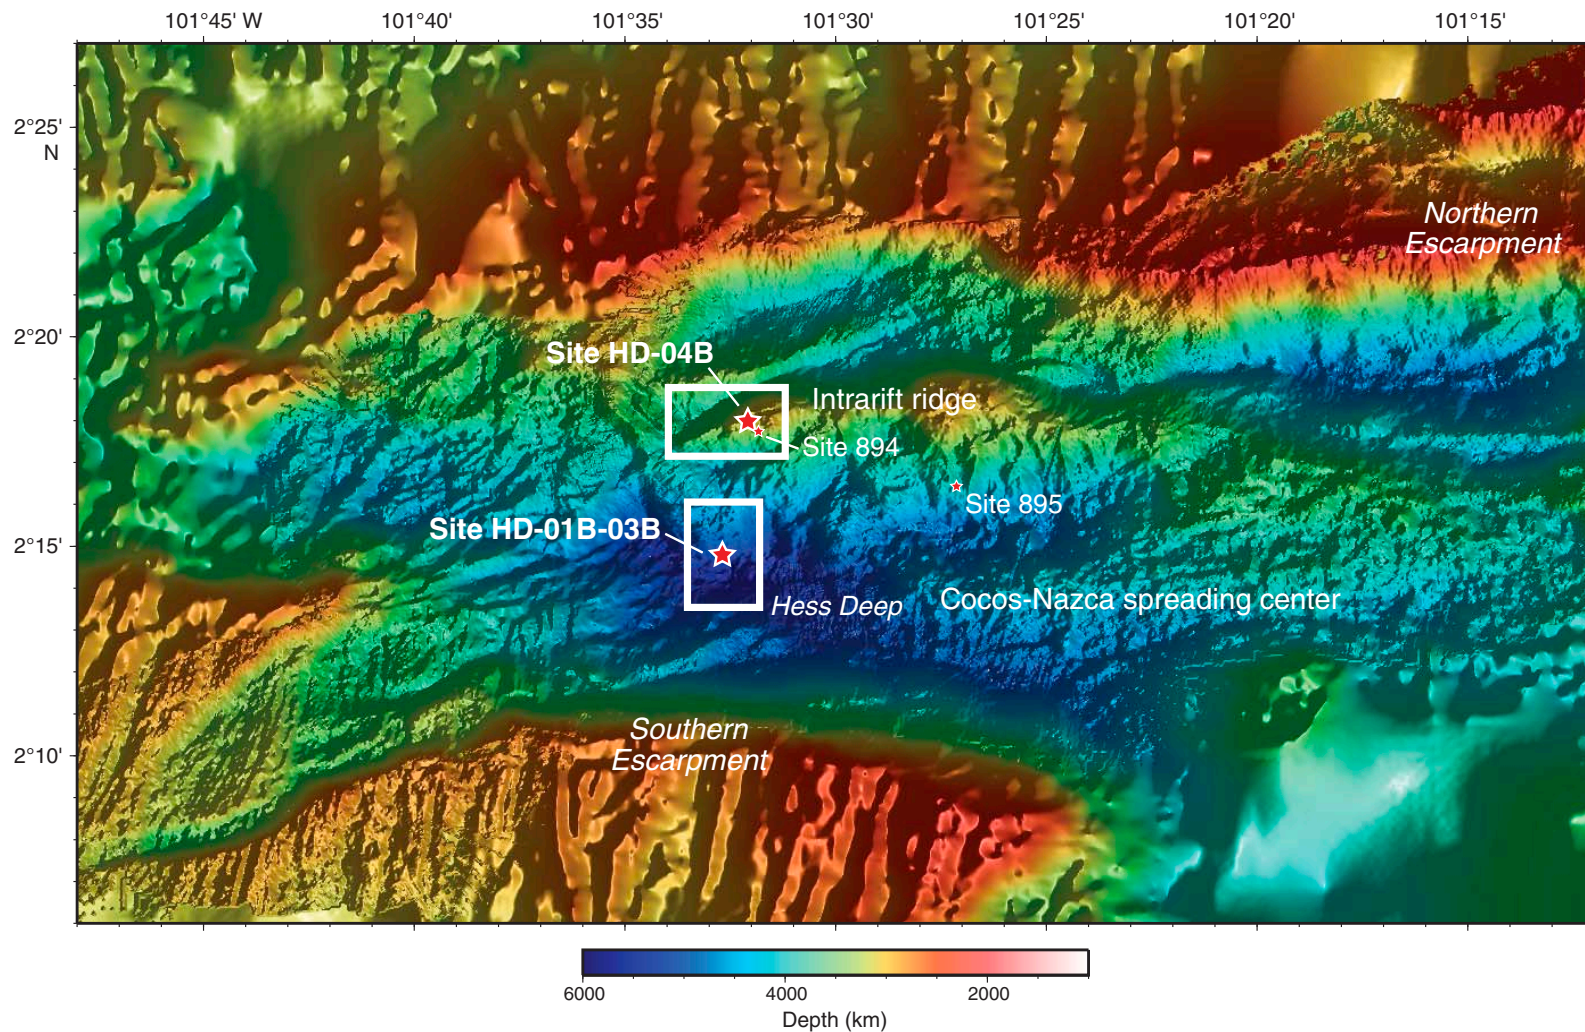 101°45' W 101°40' 101°35' 101°30' 101°25' 101°20' 101°15'
2°25'
N
Northern
Escarpment
2°20'
Site HD-04B
Intrarift ridge
Site 894
Site 895
Site HD-01B-03B
2°15'
Hess Deep
Cocos-Nazca spreading center
Southern
Escarpment
2°10'
6000 4000 2000
Depth (km)